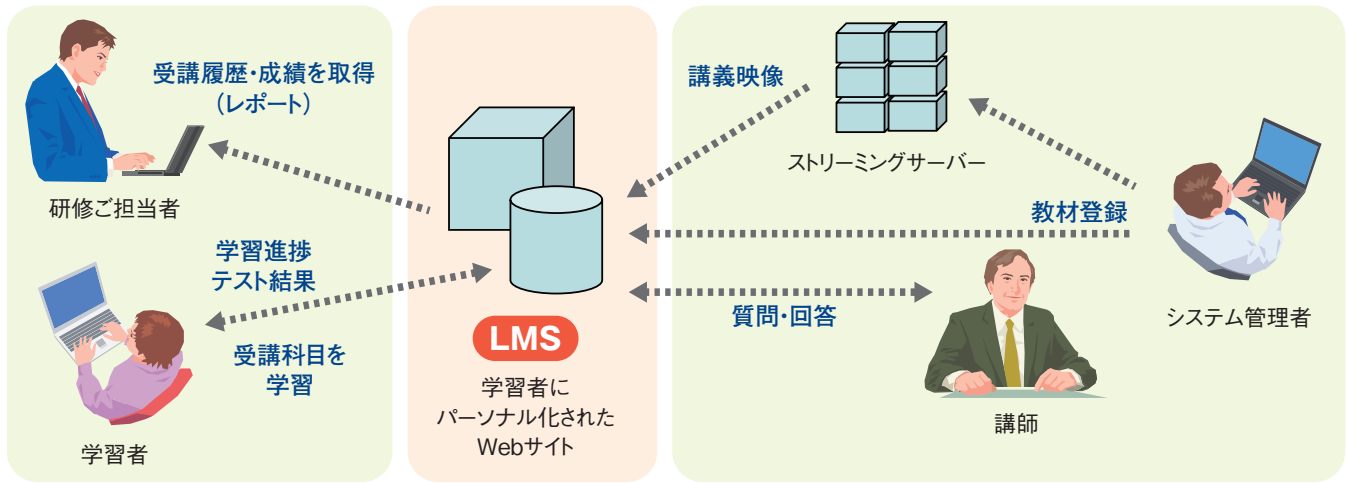 受講履歴・成績を取得
（レポート）
研修ご担当者
学習進捗
テスト結果
受講科目を
学習
学習者
LMS
学習者に
パーソナル化された
Webサイト
講義映像
ストリーミングサーバー
教材登録
質問・回答
講師
システム管理者